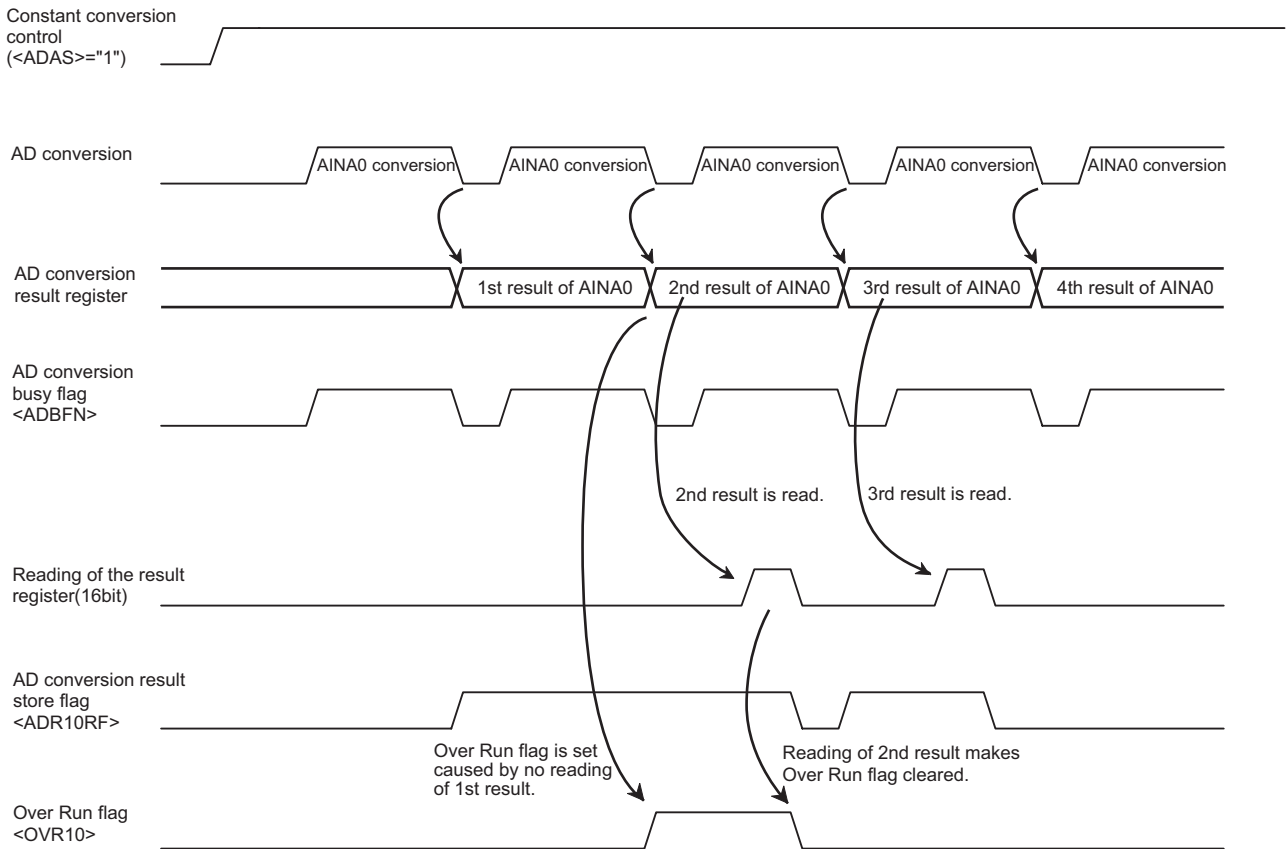 Constant conversion
control
(<ADAS>="1")
AD conversion
AINA0 conversion
AINA0 conversion
AINA0 conversion
AINA0 conversion
AINA0 conversion
AD conversion
result register
1st result of AINA0
2nd result of AINA0
3rd result of AINA0
4th result of AINA0
AD conversion
busy flag
<ADBFN>
2nd result is read.
3rd result is read.
Reading of the result
register(16bit)
AD conversion result
store flag
<ADR10RF>
Over Run flag is set
caused by no reading
of 1st result.
Reading of 2nd result makes
Over Run flag cleared.
Over Run flag
<OVR10>